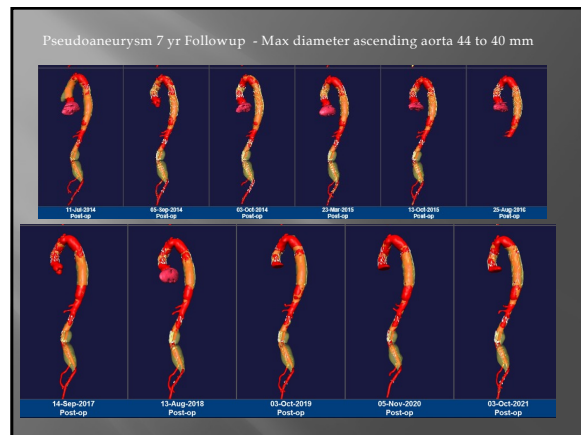 Pseudoaneurysm 7 yr Followup - Max diameter ascending aorta 44 to 40 mm
11-Jul-2014 05-Sep-2014 03-Oct-2014 23-Mar-2015 13-Oct-2015 25-Aug-2016
Post-op Post-op Post-op Post-op Post-op Post-op
14-Sep-2017 13-Aug-2018 03-Oct-2019 05-Nov-2020 03-Oct-2021
Post-op Post-op Post-op Post-op Post-op